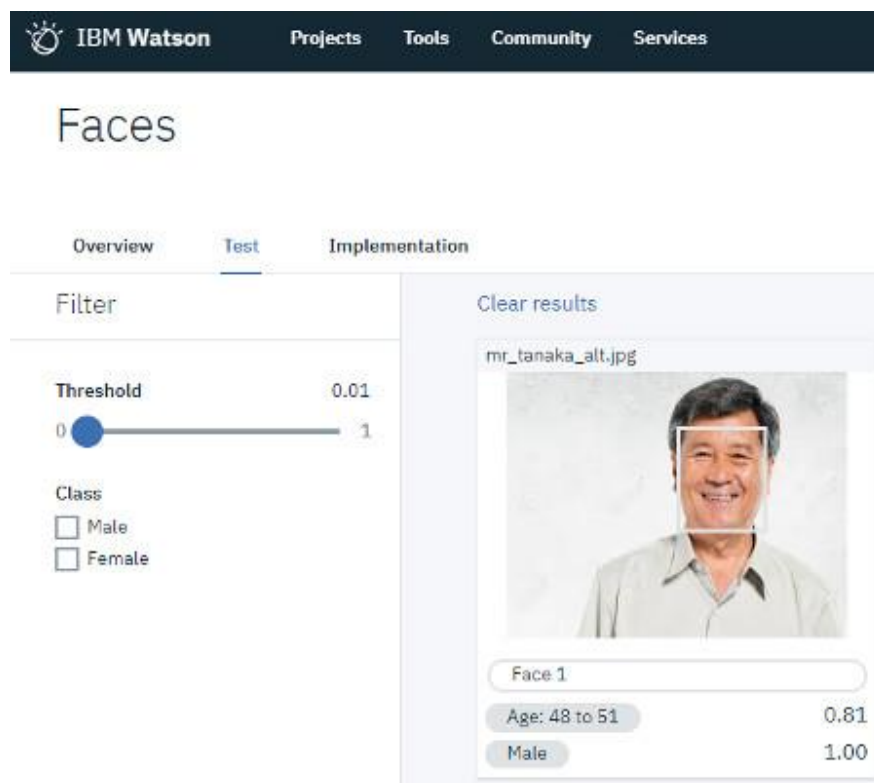 IBM Watson Projects Tools Community Services
Faces
Overview Test Implementation
Filter
Clear results
mr_tanaka_alt.jpg
Threshold 0.01
0 1
Class
Male
Female
Face 1
Age: 48 to 51 0.81
Male 1.00